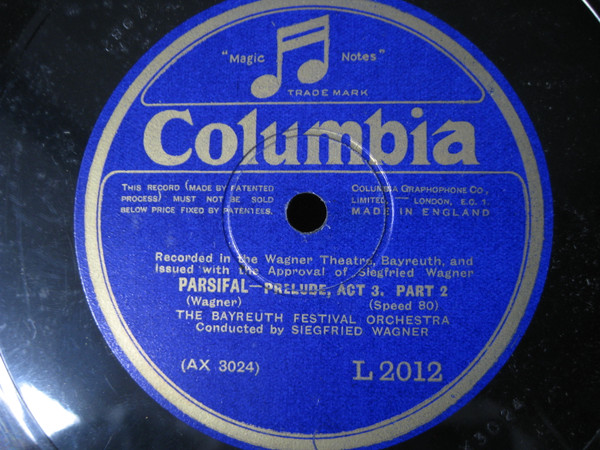 "Magic Notes"
TRADE MARK
Columbia
THIS RECORD (MADE BY PATENTED
PROCESS) MUST NOT BE SOLD
BELOW PRICE FIXED BY PATENTEES.
COLUMBIA GRAPHOPHONE CO.,
LIMITED, — LONDON, E.C. 1.
MADE IN ENGLAND
Recorded in the Wagner Theatre, Bayreuth, and
issued with the Approval of Siegfried Wagner
PARSIFAL—PRELUDE, ACT 3. PART 2
(Wagner) (Speed 80)
THE BAYREUTH FESTIVAL ORCHESTRA
Conducted by SIEGFRIED WAGNER
(AX 3024) L 2012